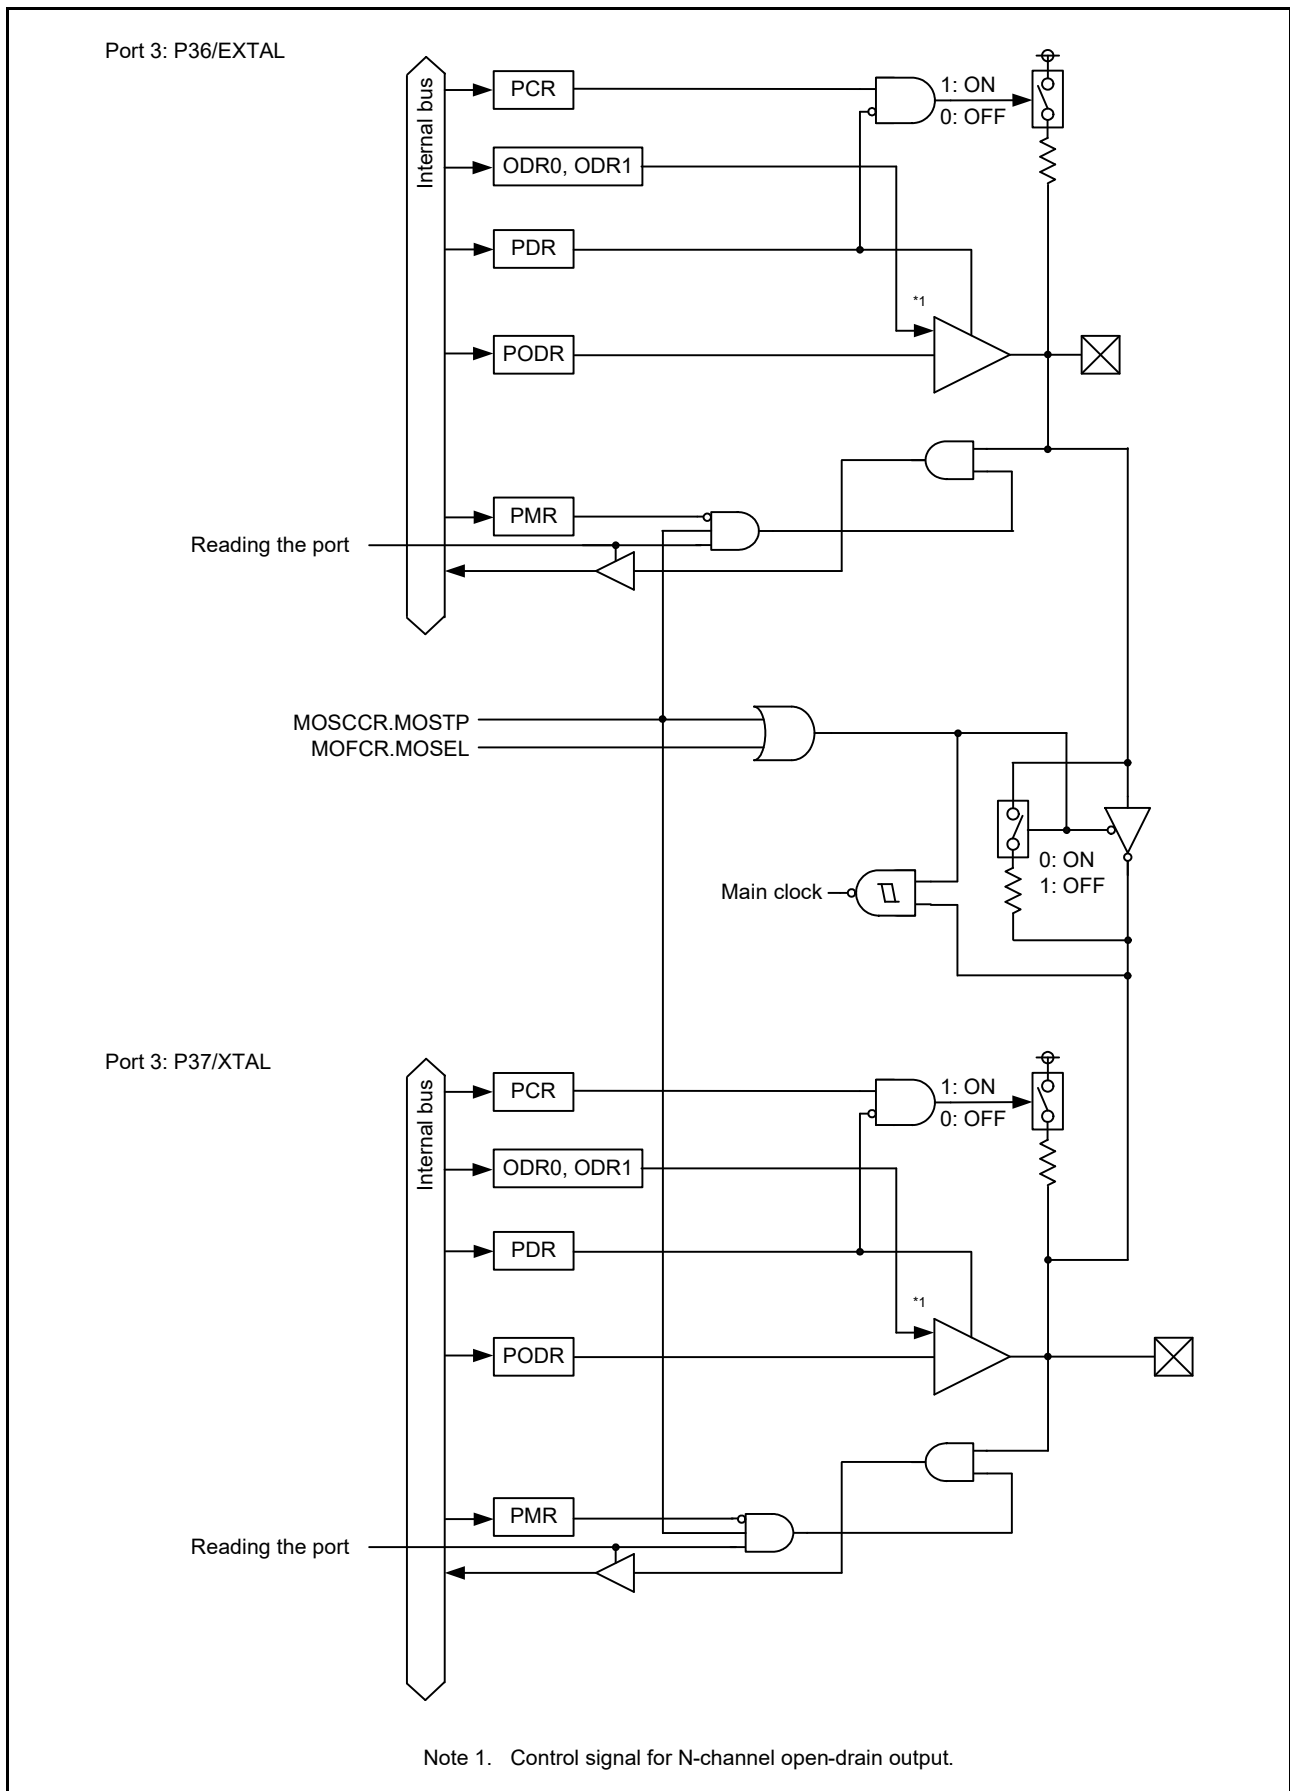 Port 3: P36/EXTAL
Internal bus
PCR
1: ON
0: OFF
ODR0, ODR1
PDR
*1
PODR
PMR
Reading the port
MOSCCR.MOSTP
MOFCR.MOSEL
0: ON
1: OFF
Main clock
Port 3: P37/XTAL
Internal bus
PCR
1: ON
0: OFF
ODR0, ODR1
PDR
*1
PODR
PMR
Reading the port
Note 1. Control signal for N-channel open-drain output.